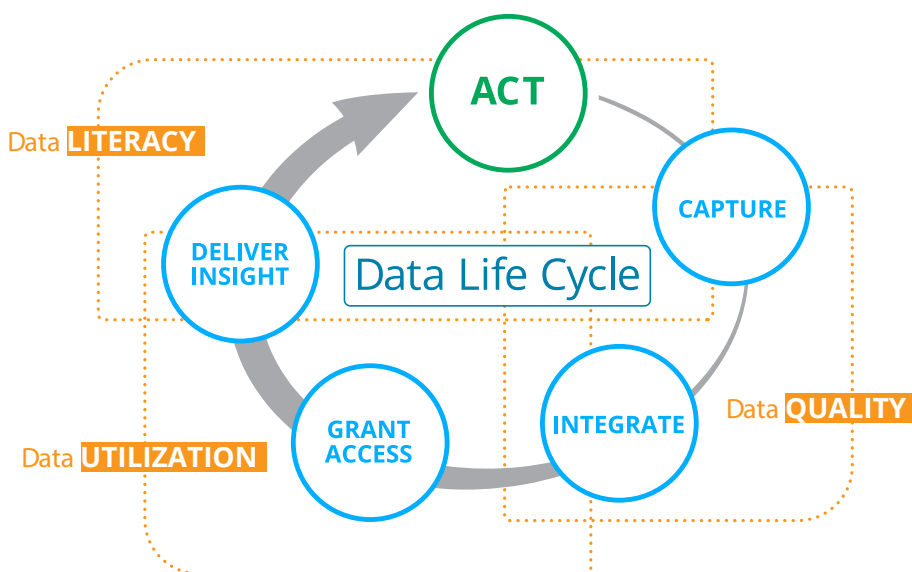 ACT
Data LITERACY
CAPTURE
DELIVER
INSIGHT
Data Life Cycle
Data QUALITY
INTEGRATE
GRANT
ACCESS
Data UTILIZATION